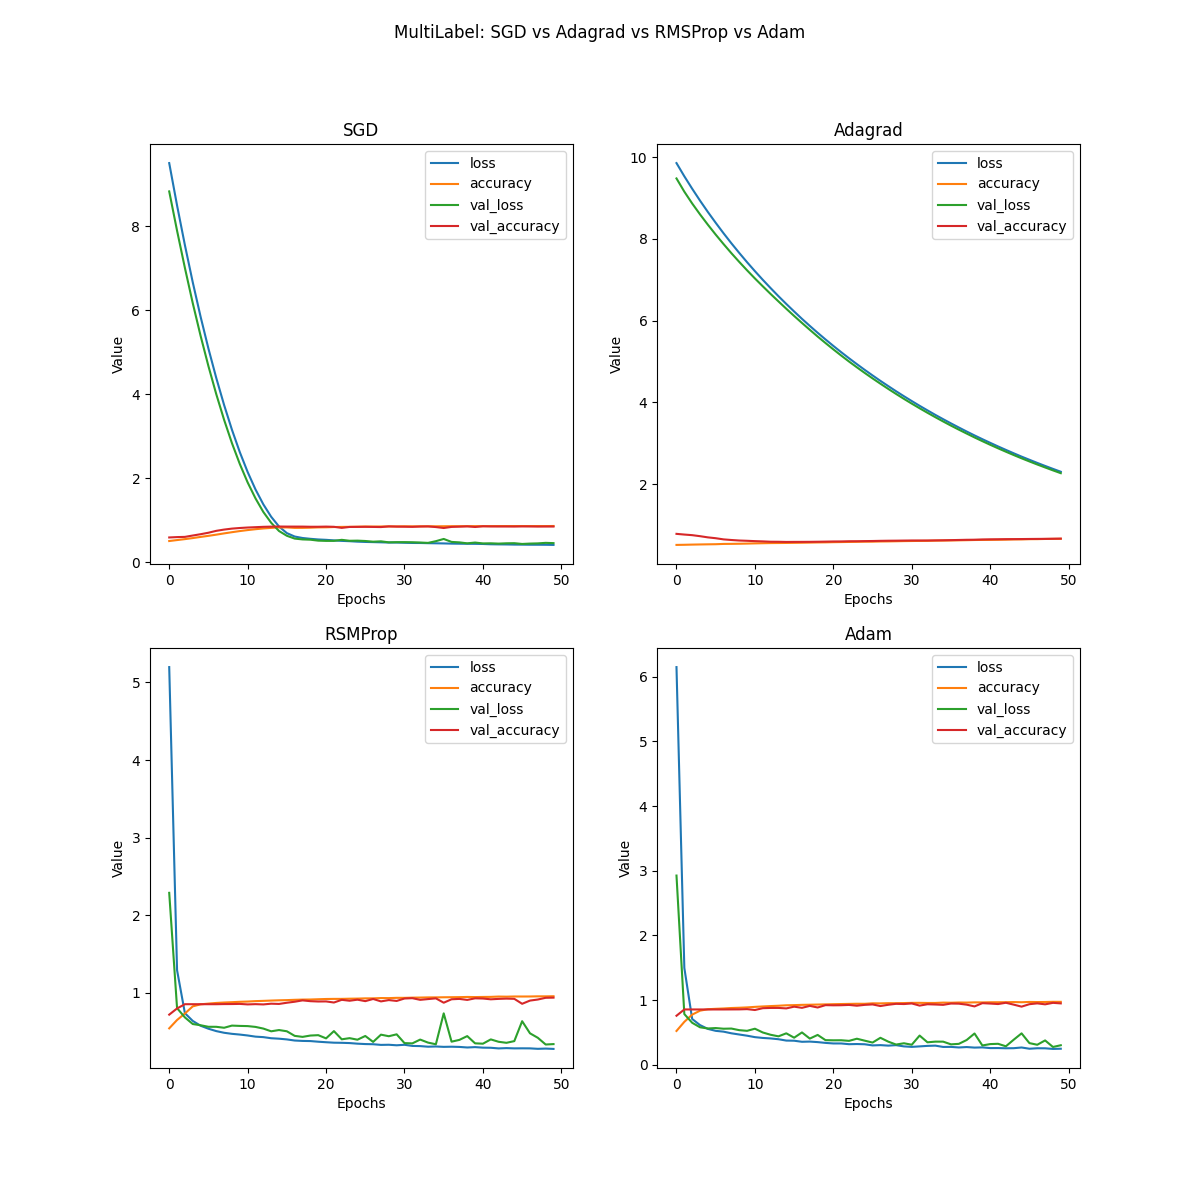 MultiLabel: SGD vs Adagrad vs RMSProp vs Adam
SGD
loss
accuracy
val_loss
val_accuracy
8
6
4
2
0
Value
0 10 20 30 40 50
Epochs
Adagrad
loss
accuracy
val_loss
val_accuracy
10
8
6
4
2
Value
0 10 20 30 40 50
Epochs
RSMProp
loss
accuracy
val_loss
val_accuracy
5
4
3
2
1
Value
0 10 20 30 40 50
Epochs
Adam
loss
accuracy
val_loss
val_accuracy
6
5
4
3
2
1
0
Value
0 10 20 30 40 50
Epochs